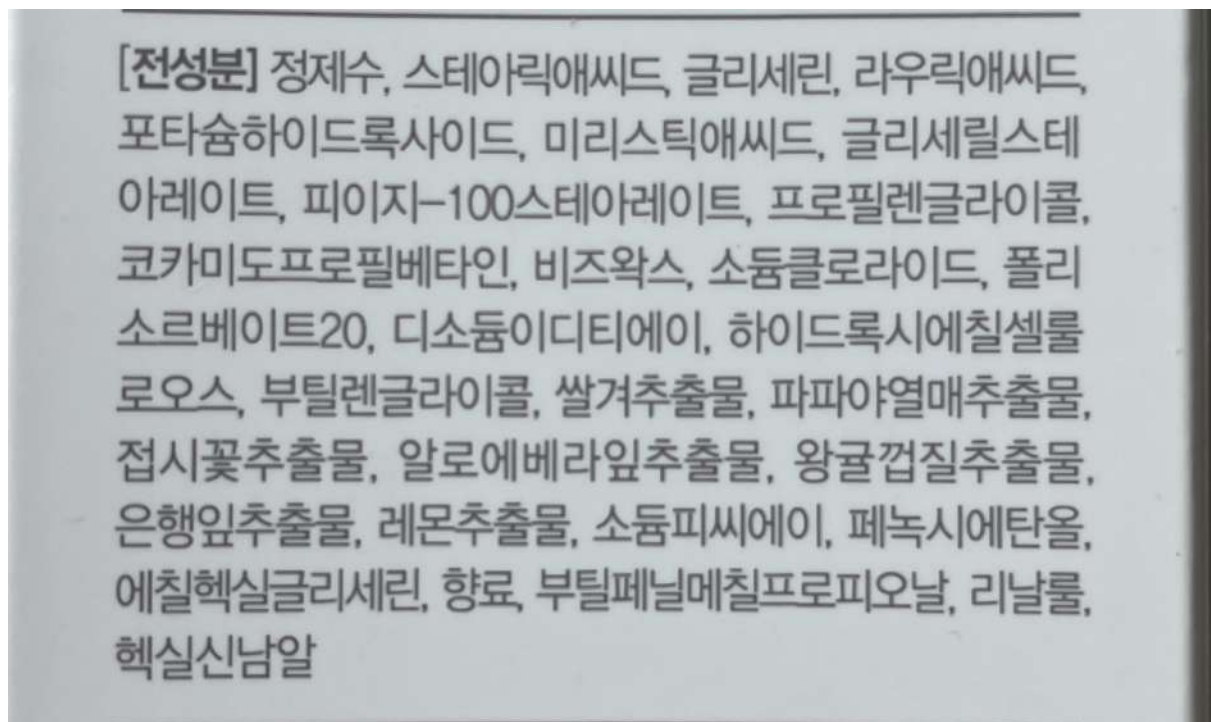 [전성분] 정제수, 스테아릭애씨드, 글리세린, 라우릭애씨드,
포타슘하이드록사이드, 미리스틱애씨드, 글리세릴스테
아레이트, 피이지-100스테아레이트, 프로필렌글라이콜,
코카미도프로필베타인, 비즈왁스, 소듐클로라이드, 폴리
소르베이트20, 디소듐이디티에이, 하이드록시에칠셀룰
로오스, 부틸렌글라이콜, 쌀겨추출물, 파파야열매추출물,
접시꽃추출물, 알로에베라잎추출물, 왕귤껍질추출물,
은행잎추출물, 레몬추출물, 소듐피씨에이, 페녹시에탄올,
에칠헥실글리세린, 향료, 부틸페닐메칠프로피오날, 리날룰,
헥실신남알